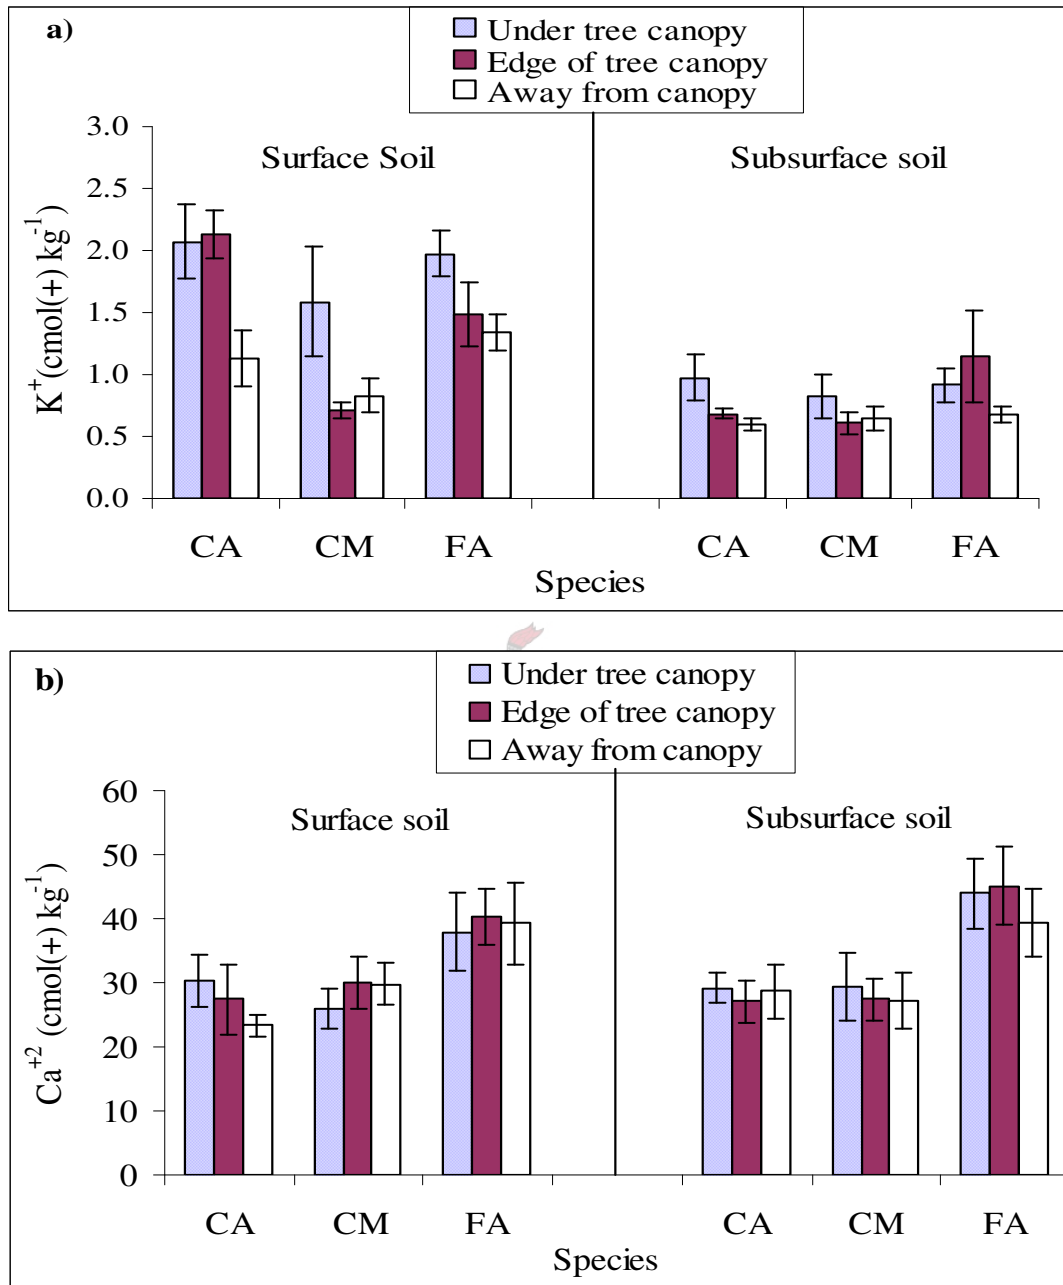 a)
Under tree canopy
Edge of tree canopy
Away from canopy
Surface Soil
Subsurface soil
K⁺(cmol(+) kg⁻¹)
3.0
2.5
2.0
1.5
1.0
0.5
0.0
CA CM FA CA CM FA
Species
b)
Under tree canopy
Edge of tree canopy
Away from canopy
Surface soil
Subsurface soil
Ca⁺² (cmol(+) kg⁻¹)
60
50
40
30
20
10
0
CA CM FA CA CM FA
Species